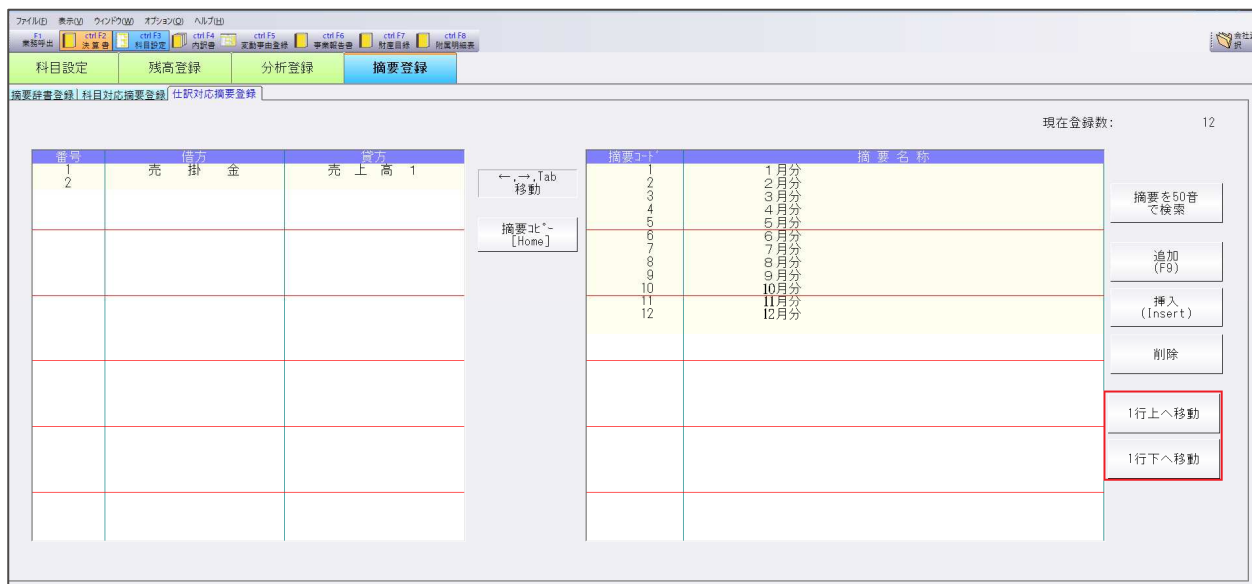 ファイル(F) 表示(V) ウィンドウ(W) オプション(O) ヘルプ(H)
F1 業務呼出 ctrl F2 決算書 ctrl F3 科目設定 ctrl F4 内訳書 ctrl F5 変動事由登録 ctrl F6 事業報告書 ctrl F7 財産目録 ctrl F8 附属明細表
科目設定 残高登録 分析登録 摘要登録
摘要辞書登録 科目対応摘要登録 仕訳対応摘要登録
現在登録数: 12
番号 借方 貸方
1 売 掛 金 売 上 高 1
2
←,→,Tab
移動
摘要コピー
[Home]
摘要コード 摘 要 名 称
1 1月分
2 2月分
3 3月分
4 4月分
5 5月分
6 6月分
7 7月分
8 8月分
9 9月分
10 10月分
11 11月分
12 12月分
摘要を50音
で検索
追加
(F9)
挿入
(Insert)
削除
1行上へ移動
1行下へ移動